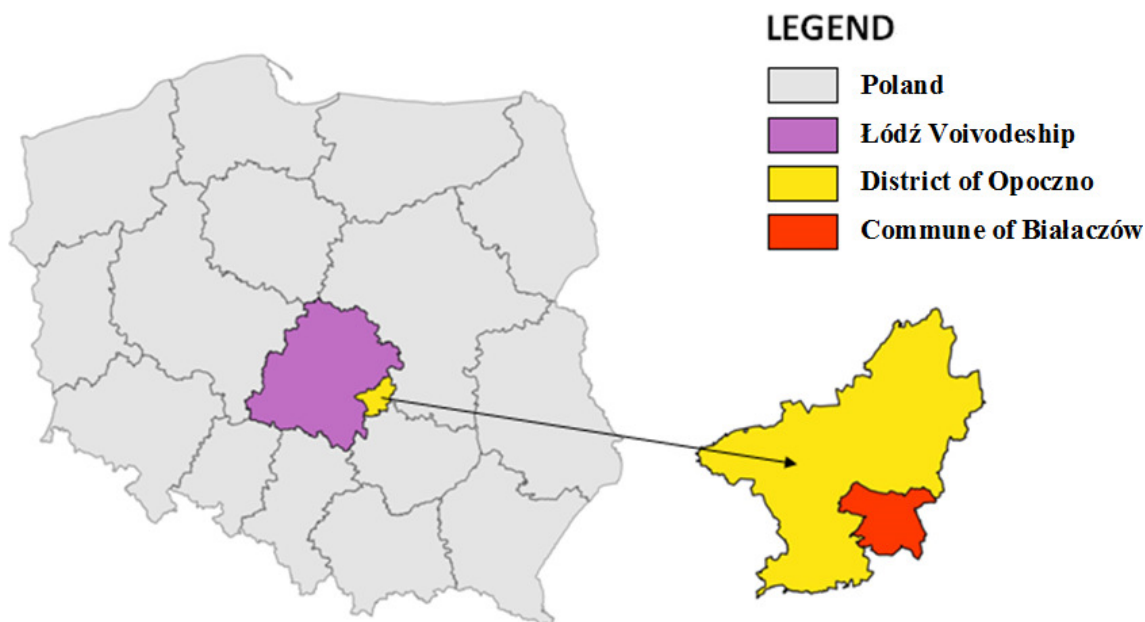 LEGEND
Poland
Łódź Voivodeship
District of Opoczno
Commune of Białaczów